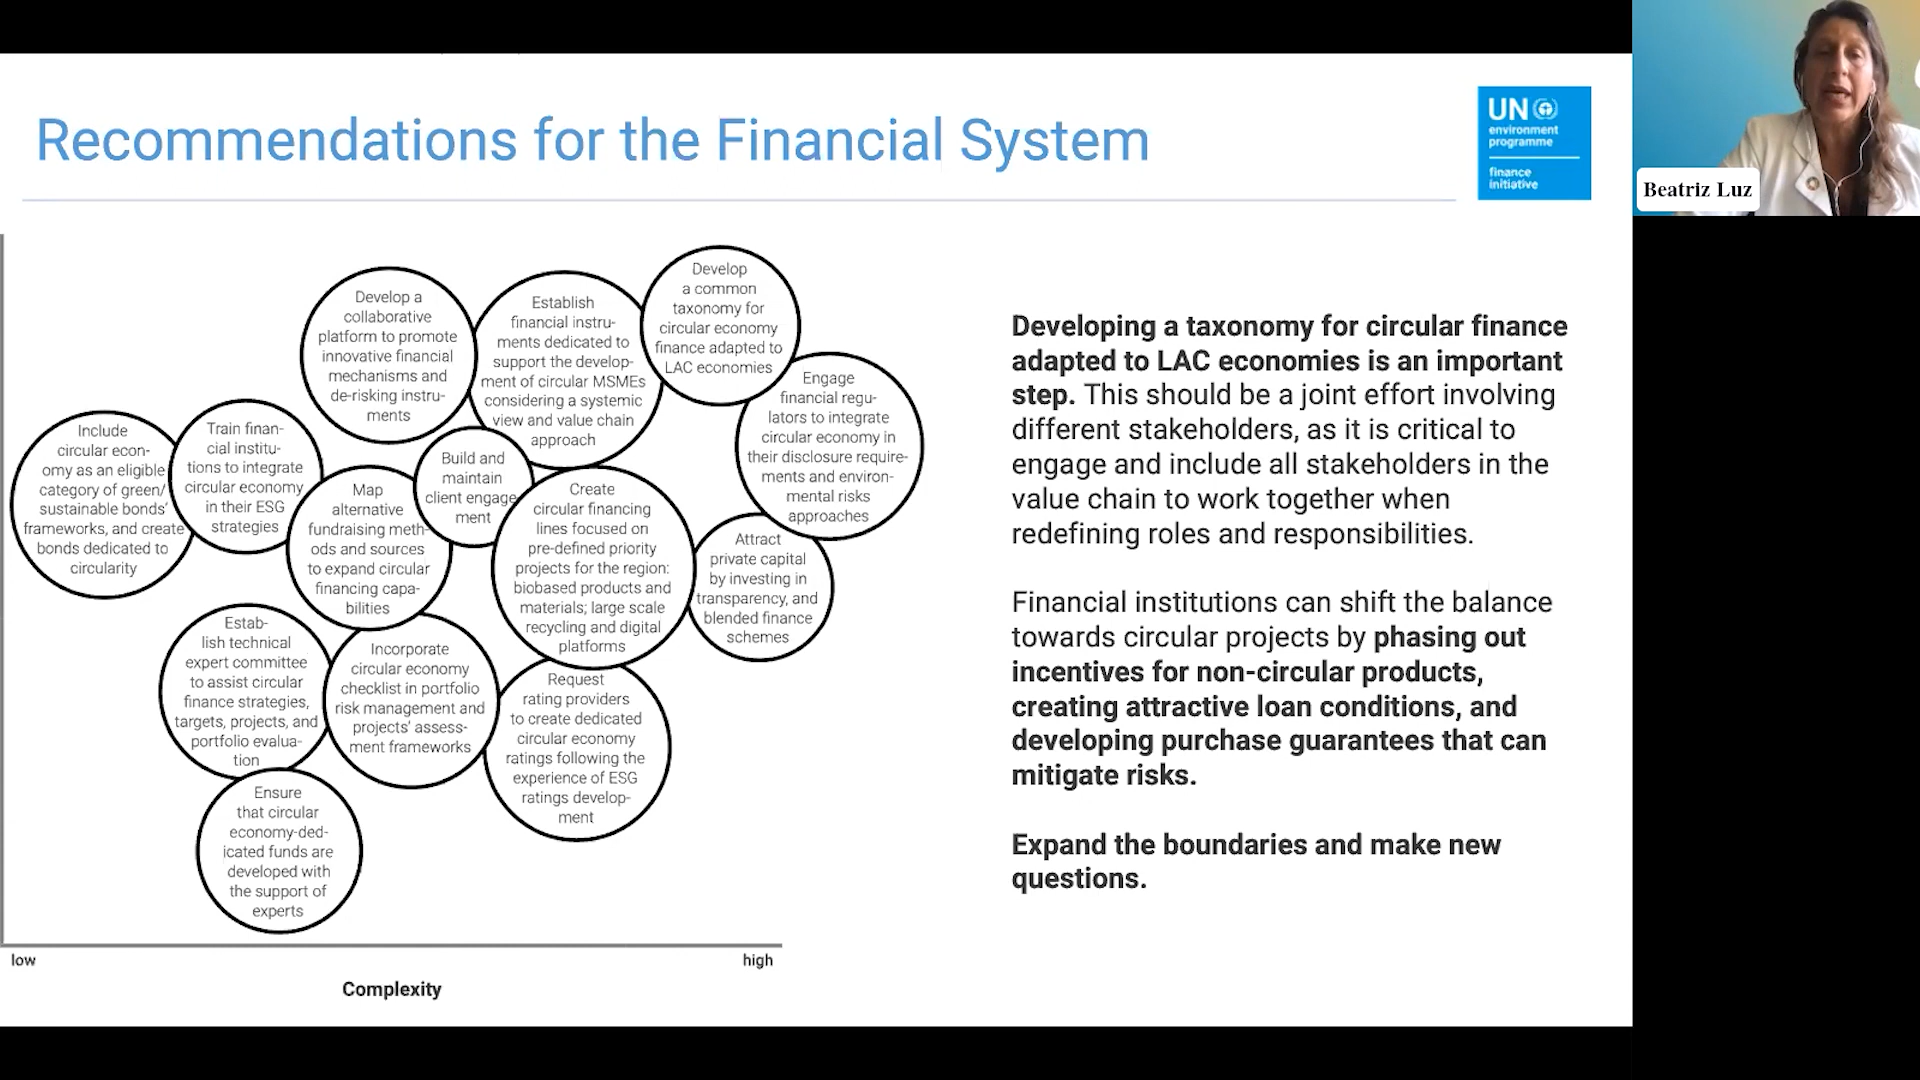 Recommendations for the Financial System
UN
environment
programme
finance
initiative
Beatriz Luz
Develop a
collaborative
platform to promote
innovative financial
mechanisms and
de-risking instru-
ments
Establish
financial instru-
ments dedicated to
support the develop-
ment of circular MSMEs
considering a systemic
view and value chain
approach
Develop
a common
taxonomy for
circular economy
finance adapted to
LAC economies
Engage
financial regu-
lators to integrate
circular economy in
their disclosure require-
ments and environ-
mental risks
approaches
Include
circular econ-
omy as an eligible
category of green/
sustainable bonds'
frameworks, and create
bonds dedicated to
circularity
Train finan-
cial institu-
tions to integrate
circular economy
in their ESG
strategies
Map
alternative
fundraising meth-
ods and sources
to expand circular
financing capa-
bilities
Build and
maintain
client engage-
ment
Create
circular financing
lines focused on
pre-defined priority
projects for the region:
biobased products and
materials; large scale
recycling and digital
platforms
Attract
private capital
by investing in
transparency, and
blended finance
schemes
Estab-
lish technical
expert committee
to assist circular
finance strategies,
targets, projects, and
portfolio evalua-
tion
Incorporate
circular economy
checklist in portfolio
risk management and
projects' assess-
ment frameworks
Request
rating providers
to create dedicated
circular economy
ratings following the
experience of ESG
ratings develop-
ment
Ensure
that circular
economy-ded-
icated funds are
developed with
the support of
experts
low
high
Complexity
Developing a taxonomy for circular finance
adapted to LAC economies is an important
step. This should be a joint effort involving
different stakeholders, as it is critical to
engage and include all stakeholders in the
value chain to work together when
redefining roles and responsibilities.
Financial institutions can shift the balance
towards circular projects by phasing out
incentives for non-circular products,
creating attractive loan conditions, and
developing purchase guarantees that can
mitigate risks.
Expand the boundaries and make new
questions.